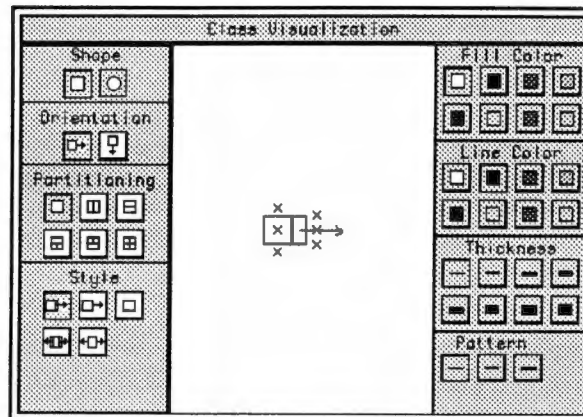 Class Visualization
Shape
Orientation
Partitioning
Style
Fill Color
Line Color
Thickness
Pattern